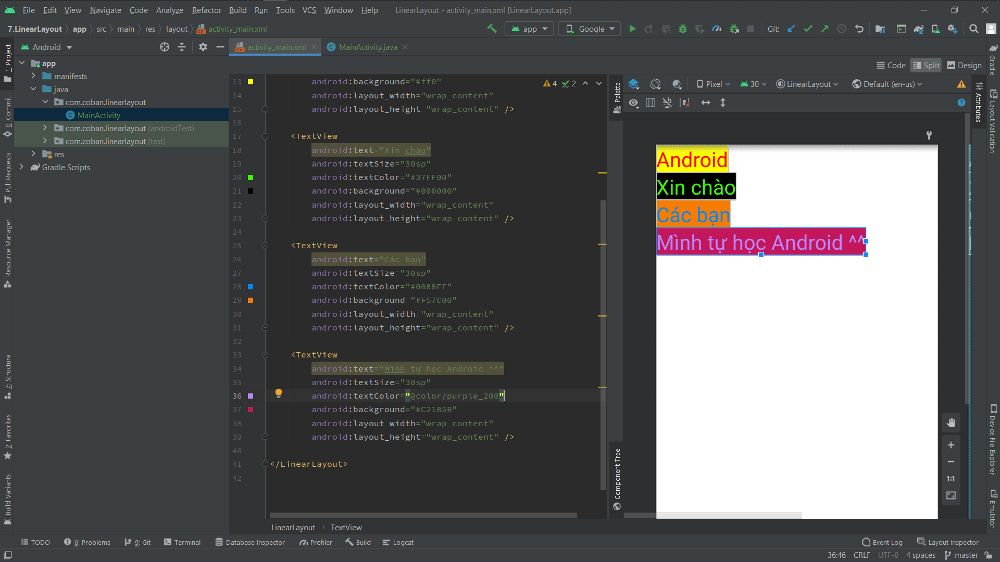 File Edit View Navigate Code Analyze Refactor Build Run Tools VCS Window Help LinearLayout - activity_main.xml [LinearLayout.app]
7.LinearLayout app src main res layout activity_main.xml app Google Git:
Android activity_main.xml MainActivity.java
Code Split Design
app
manifests
java
com.coban.linearlayout
MainActivity
com.coban.linearlayout (androidTest)
com.coban.linearlayout (test)
res
Gradle Scripts
1: Project
0: Commit
Pull Requests
Resource Manager
7: Structure
2: Favorites
Build Variants
4 2
13 android:background="#ff0"
14 android:layout_width="wrap_content"
15 android:layout_height="wrap_content" />
16
17 <TextView
18 android:text="Xin chào"
19 android:textSize="30sp"
20 android:textColor="#37FF00"
21 android:background="#000000"
22 android:layout_width="wrap_content"
23 android:layout_height="wrap_content" />
24
25 <TextView
26 android:text="Các bạn"
27 android:textSize="30sp"
28 android:textColor="#0088FF"
29 android:background="#F57C00"
30 android:layout_width="wrap_content"
31 android:layout_height="wrap_content" />
32
33 <TextView
34 android:text="Mình tự học Android ^^"
35 android:textSize="30sp"
36 android:textColor="@color/purple_200"
37 android:background="#C2185B"
38 android:layout_width="wrap_content"
39 android:layout_height="wrap_content" />
40
41 </LinearLayout>
42
Palette
Component Tree
Pixel 30 LinearLayout Default (en-us)
?
Android
Xin chào
Các bạn
Mình tự học Android ^^
1:1
Attributes
Gradle
Layout Validation
Device File Explorer
Emulator
LinearLayout TextView
TODO 6: Problems 9: Git Terminal Database Inspector Profiler Build Logcat Event Log Layout Inspector
36:46 CRLF UTF-8 4 spaces master